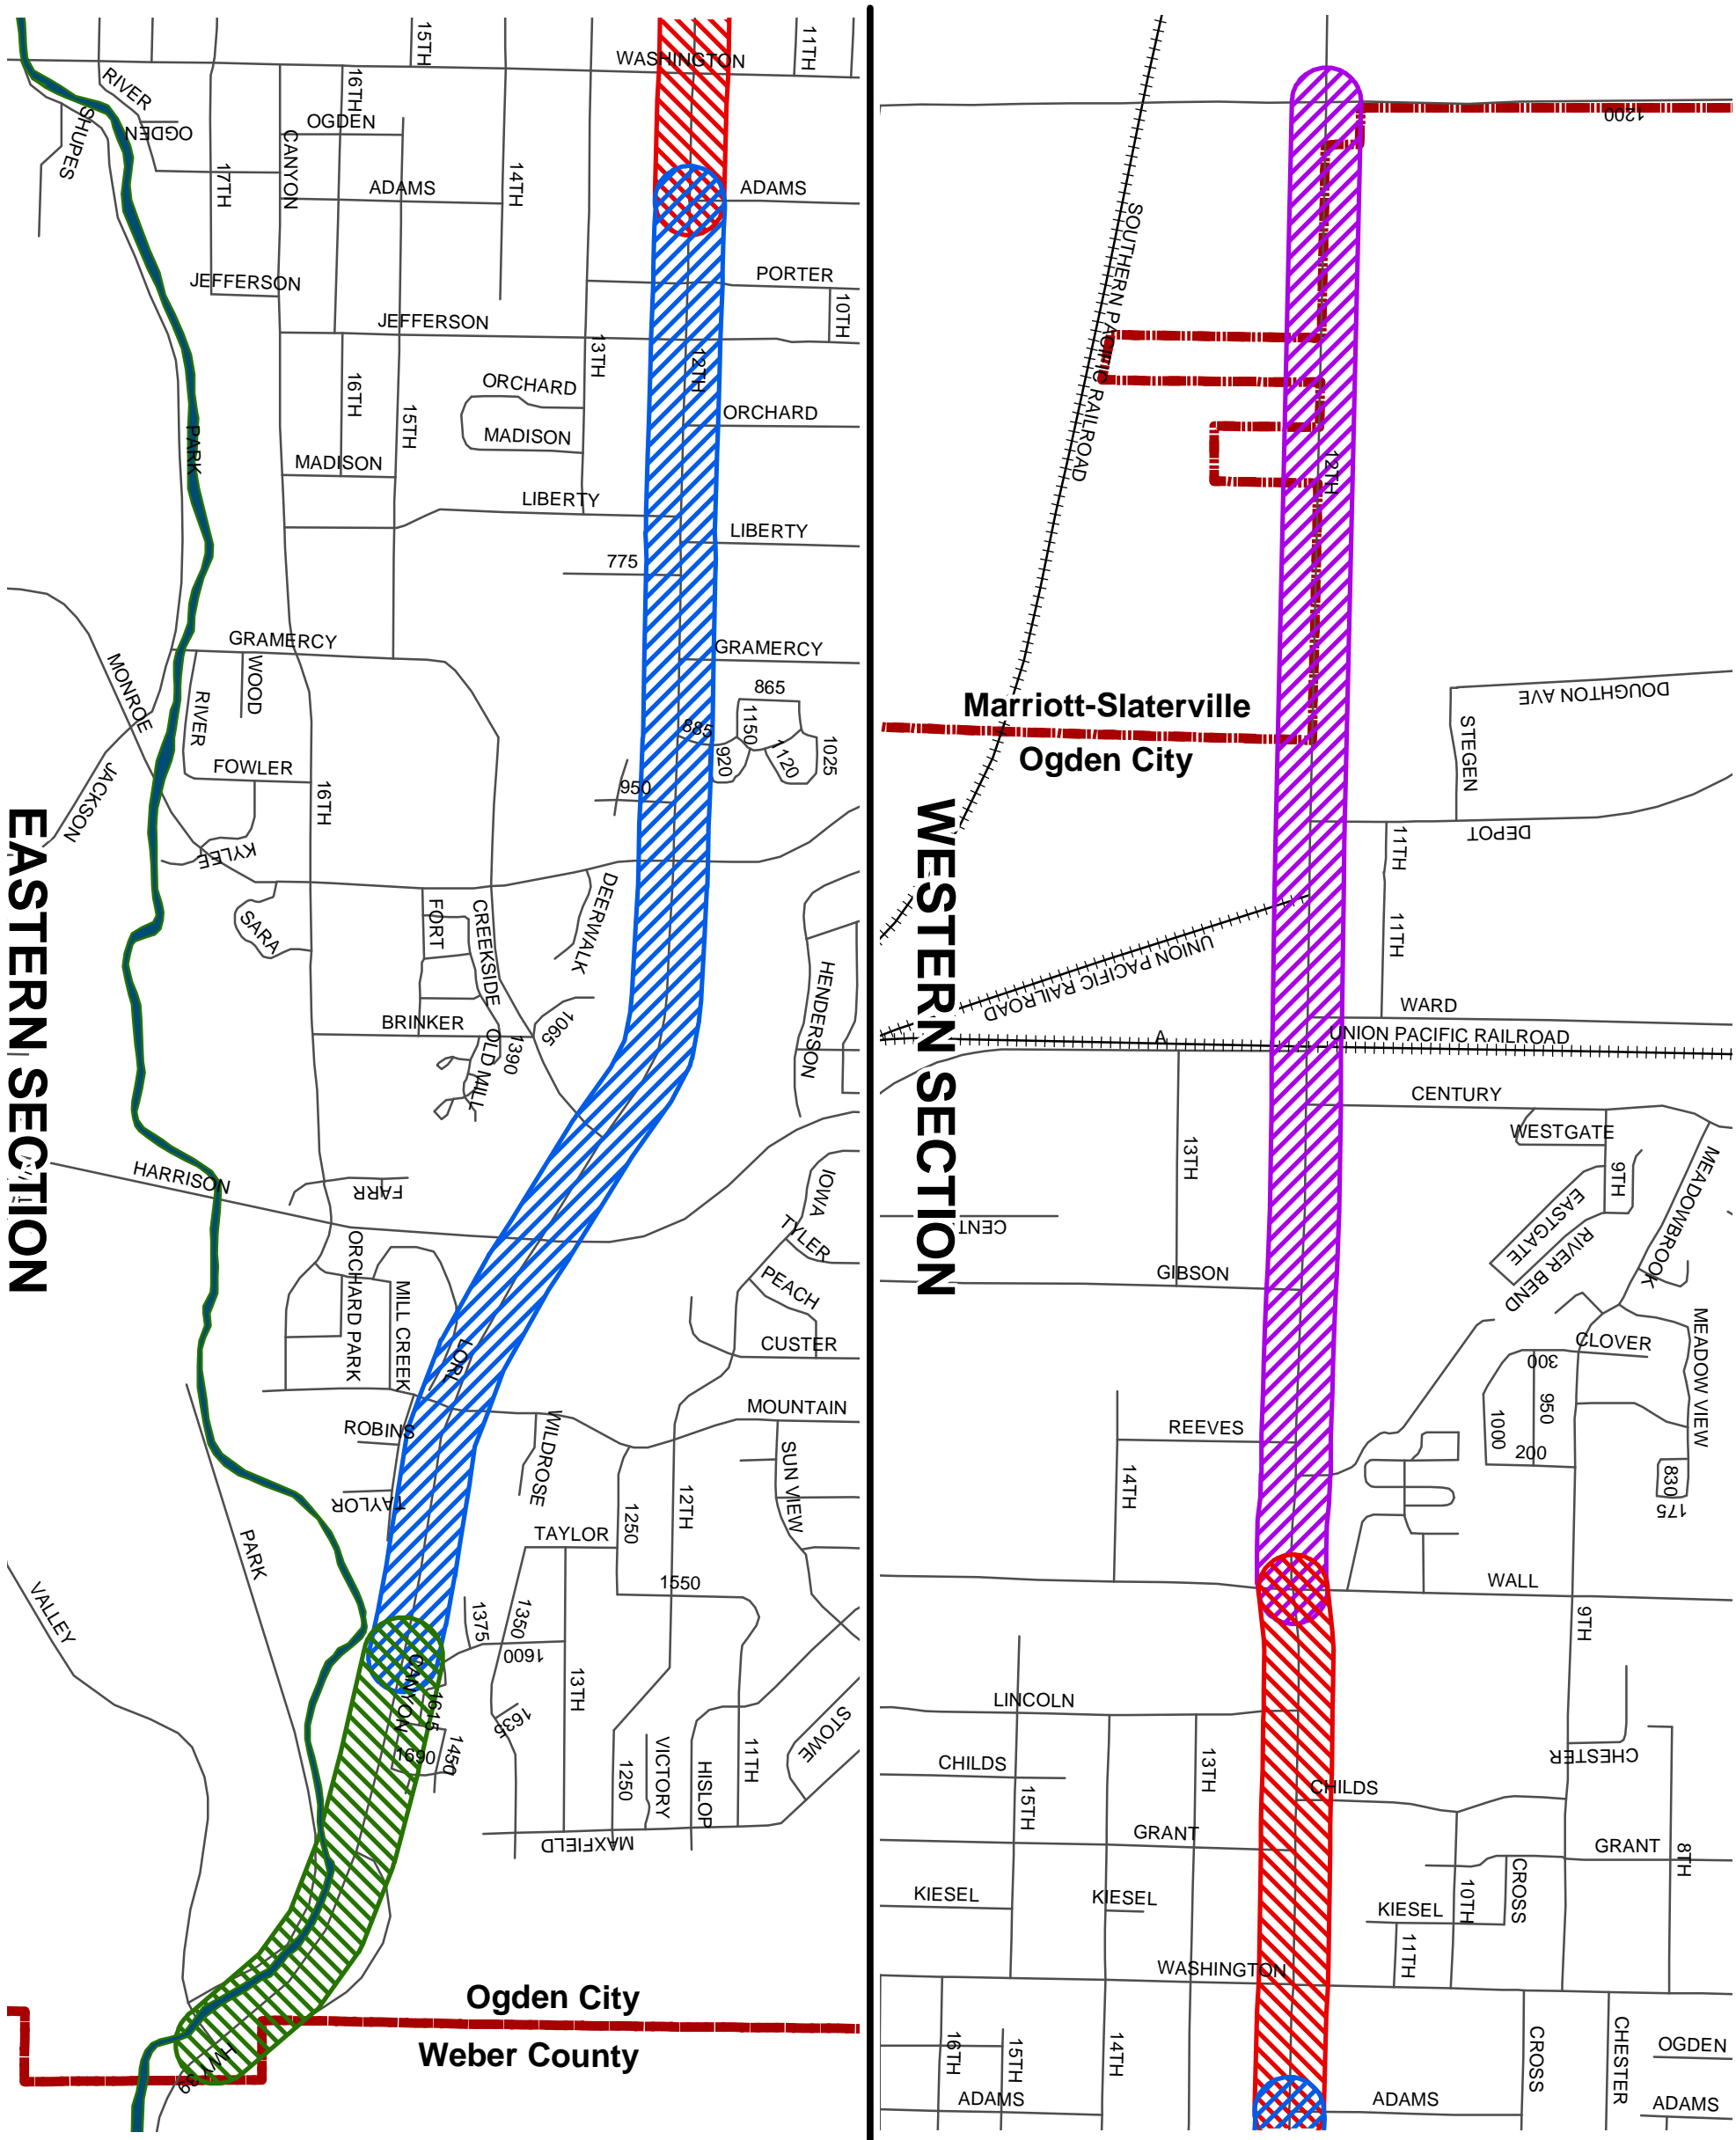 15TH
11TH
WASHINGTON
RIVER
16TH
SHUPES
OGDEN
OGDEN
CANYON
17TH
14TH
ADAMS
ADAMS
JEFFERSON
PORTER
10TH
JEFFERSON
13TH
12TH
16TH
ORCHARD
15TH
ORCHARD
PARK
MADISON
MADISON
LIBERTY
LIBERTY
775
GRAMERCY
GRAMERCY
MONROE
WOOD
RIVER
865
1150
885
920
1120
1025
FOWLER
950
JACKSON
16TH
KYLEE
SARA
FORT
CREEKSIDE
DEERWALK
HENDERSON
BRINKER
OLD MILL
1390
1065
EASTERN SECTION
HARRISON
FARR
IOWA
TYLER
ORCHARD PARK
MILL CREEK
PEACH
LORL
CUSTER
MOUNTAIN
ROBINS
WILDROSE
SUN VIEW
TAYLOR
1250
12TH
TAYLOR
PARK
1550
VALLEY
1375
1350
1600
CANYON
1615
13TH
1635
1690
1450
STOWE
1250
VICTORY
HISLOP
11TH
MAXFIELD
Ogden City
Weber County
HWY 39
1200
SOUTHERN PACIFIC RAILROAD
12TH
Marriott-Slaterville
Ogden City
DOUGHTON AVE
STEGEN
DEPOT
11TH
WESTERN SECTION
11TH
UNION PACIFIC RAILROAD
WARD
A
UNION PACIFIC RAILROAD
CENTURY
WESTGATE
13TH
9TH
MEADOWBROOK
EASTGATE
RIVER BEND
CENT
GIBSON
CLOVER
MEADOW VIEW
300
950
1000
200
REEVES
14TH
830
175
WALL
9TH
LINCOLN
CHILDS
13TH
CHESTER
15TH
CHILDS
GRANT
GRANT
8TH
KIESEL
KIESEL
KIESEL
10TH
CROSS
11TH
WASHINGTON
16TH
15TH
14TH
CROSS
CHESTER
OGDEN
ADAMS
ADAMS
ADAMS